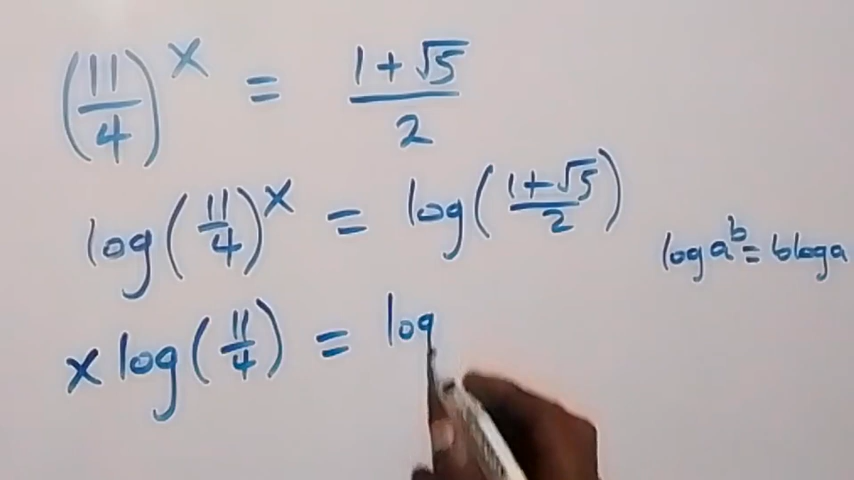 (11/4)^x = (1+√5)/2
log(11/4)^x = log((1+√5)/2)
log a^b = b log a
x log(11/4) = log